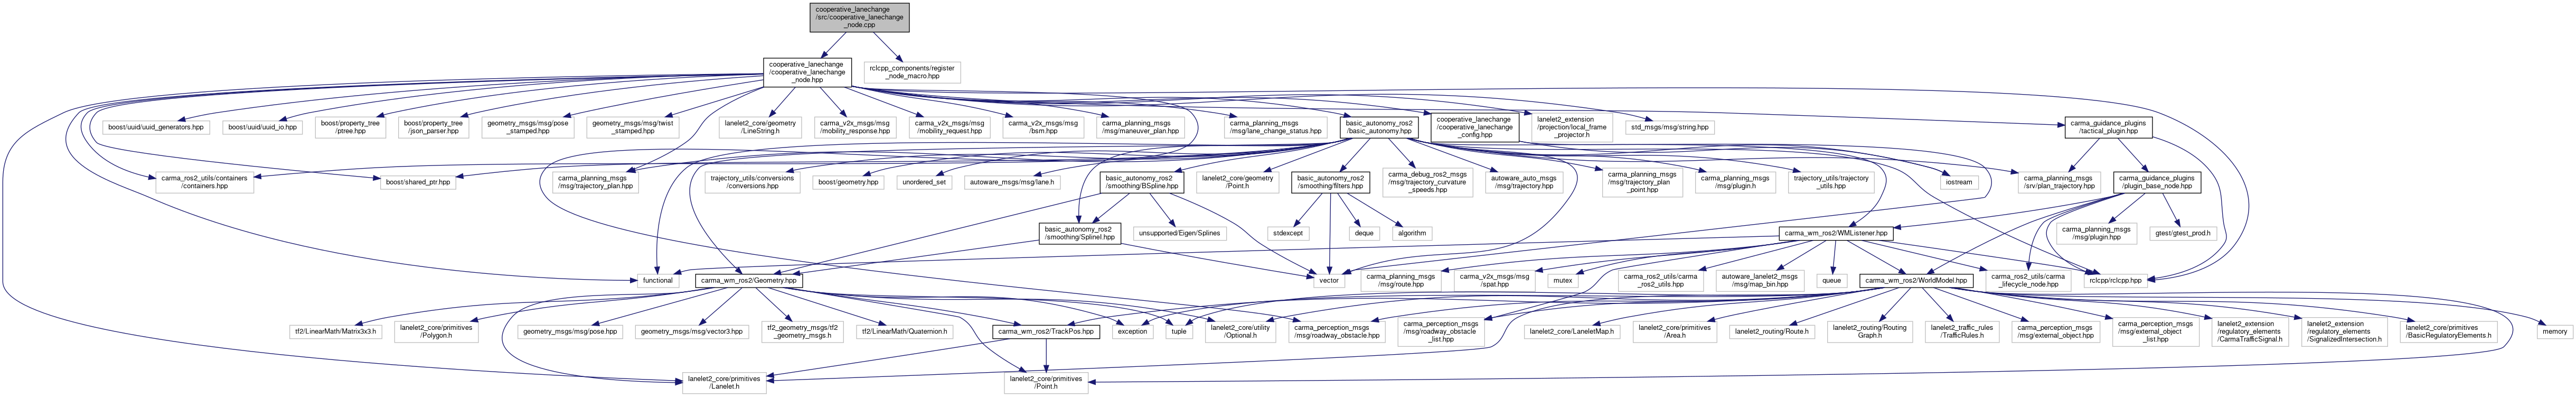 cooperative_lanechange
/src/cooperative_lanechange
_node.cpp
cooperative_lanechange
/cooperative_lanechange
_node.hpp
rclcpp_components/register
_node_macro.hpp
boost/uuid/uuid_generators.hpp
boost/uuid/uuid_io.hpp
boost/property_tree
/ptree.hpp
boost/property_tree
/json_parser.hpp
geometry_msgs/msg/pose
_stamped.hpp
geometry_msgs/msg/twist
_stamped.hpp
lanelet2_core/geometry
/LineString.h
carma_v2x_msgs/msg
/mobility_response.hpp
carma_v2x_msgs/msg
/mobility_request.hpp
carma_v2x_msgs/msg
/bsm.hpp
carma_planning_msgs
/msg/maneuver_plan.hpp
carma_planning_msgs
/msg/lane_change_status.hpp
basic_autonomy_ros2
/basic_autonomy.hpp
cooperative_lanechange
/cooperative_lanechange
_config.hpp
lanelet2_extension
/projection/local_frame
_projector.h
std_msgs/msg/string.hpp
carma_guidance_plugins
/tactical_plugin.hpp
carma_ros2_utils/containers
/containers.hpp
boost/shared_ptr.hpp
carma_planning_msgs
/msg/trajectory_plan.hpp
trajectory_utils/conversions
/conversions.hpp
boost/geometry.hpp
unordered_set
autoware_msgs/msg/lane.h
basic_autonomy_ros2
/smoothing/BSpline.hpp
lanelet2_core/geometry
/Point.h
basic_autonomy_ros2
/smoothing/filters.hpp
carma_debug_ros2_msgs
/msg/trajectory_curvature
_speeds.hpp
autoware_auto_msgs
/msg/trajectory.hpp
carma_planning_msgs
/msg/trajectory_plan
_point.hpp
carma_planning_msgs
/msg/plugin.h
trajectory_utils/trajectory
_utils.hpp
iostream
carma_planning_msgs
/srv/plan_trajectory.hpp
carma_guidance_plugins
/plugin_base_node.hpp
basic_autonomy_ros2
/smoothing/SplineI.hpp
unsupported/Eigen/Splines
stdexcept
deque
algorithm
carma_wm_ros2/WMListener.hpp
carma_planning_msgs
/msg/plugin.hpp
gtest/gtest_prod.h
functional
carma_wm_ros2/Geometry.hpp
vector
carma_planning_msgs
/msg/route.hpp
carma_v2x_msgs/msg
/spat.hpp
mutex
carma_ros2_utils/carma
_ros2_utils.hpp
autoware_lanelet2_msgs
/msg/map_bin.hpp
queue
carma_wm_ros2/WorldModel.hpp
carma_ros2_utils/carma
_lifecycle_node.hpp
rclcpp/rclcpp.hpp
tf2/LinearMath/Matrix3x3.h
lanelet2_core/primitives
/Polygon.h
geometry_msgs/msg/pose.hpp
geometry_msgs/msg/vector3.hpp
tf2_geometry_msgs/tf2
_geometry_msgs.h
tf2/LinearMath/Quaternion.h
carma_wm_ros2/TrackPos.hpp
exception
tuple
lanelet2_core/utility
/Optional.h
carma_perception_msgs
/msg/roadway_obstacle.hpp
carma_perception_msgs
/msg/roadway_obstacle
_list.hpp
lanelet2_core/LaneletMap.h
lanelet2_core/primitives
/Area.h
lanelet2_routing/Route.h
lanelet2_routing/Routing
Graph.h
lanelet2_traffic_rules
/TrafficRules.h
carma_perception_msgs
/msg/external_object.hpp
carma_perception_msgs
/msg/external_object
_list.hpp
lanelet2_extension
/regulatory_elements
/CarmaTrafficSignal.h
lanelet2_extension
/regulatory_elements
/SignalizedIntersection.h
lanelet2_core/primitives
/BasicRegulatoryElements.h
memory
lanelet2_core/primitives
/Lanelet.h
lanelet2_core/primitives
/Point.h